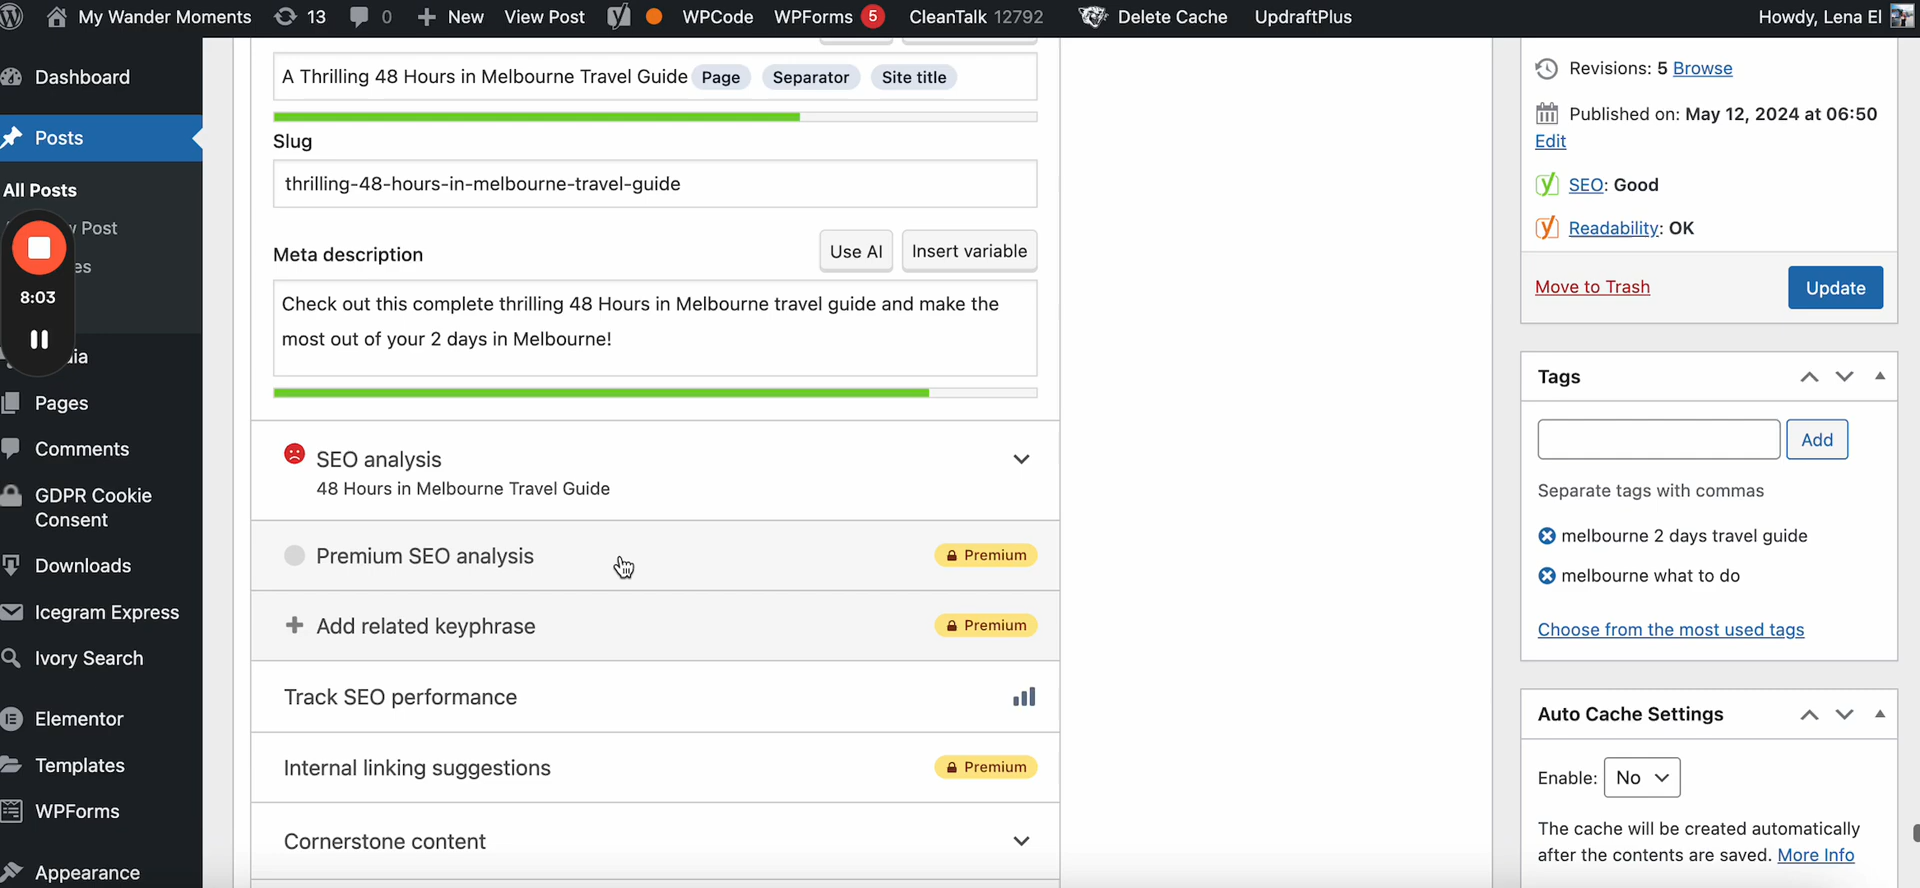 My Wander Moments 13 0 New View Post WPCode WPForms 5 CleanTalk 12792 Delete Cache UpdraftPlus Howdy, Lena El
Dashboard
Posts
All Posts
Post
es
8:03
ia
Pages
Comments
GDPR Cookie
Consent
Downloads
Icegram Express
Ivory Search
Elementor
Templates
WPForms
Appearance
A Thrilling 48 Hours in Melbourne Travel Guide Page Separator Site title
Slug
thrilling-48-hours-in-melbourne-travel-guide
Meta description Use AI Insert variable
Check out this complete thrilling 48 Hours in Melbourne travel guide and make the
most out of your 2 days in Melbourne!
SEO analysis
48 Hours in Melbourne Travel Guide
Premium SEO analysis Premium
Add related keyphrase Premium
Track SEO performance
Internal linking suggestions Premium
Cornerstone content
Revisions: 5 Browse
Published on: May 12, 2024 at 06:50
Edit
SEO: Good
Readability: OK
Move to Trash Update
Tags
Add
Separate tags with commas
melbourne 2 days travel guide
melbourne what to do
Choose from the most used tags
Auto Cache Settings
Enable: No
The cache will be created automatically
after the contents are saved. More Info